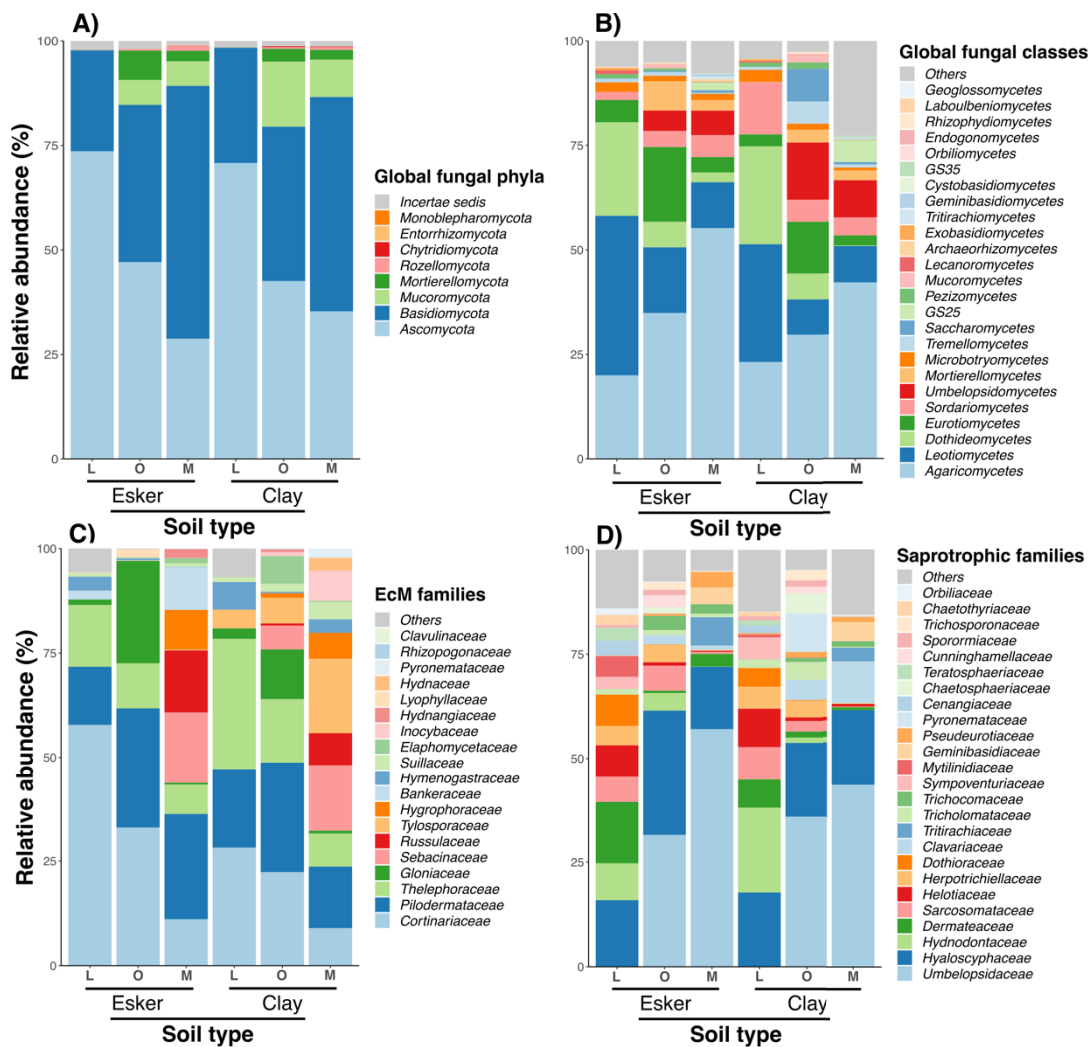 A)
Relative abundance (%)
100
75
50
25
0
L O M L O M
Esker Clay
Soil type
Global fungal phyla
Incertae sedis
Monoblepharomycota
Entorrhizomycota
Chytridiomycota
Rozellomycota
Mortierellomycota
Mucoromycota
Basidiomycota
Ascomycota
B)
100
75
50
25
0
L O M L O M
Esker Clay
Soil type
Global fungal classes
Others
Geoglossomycetes
Laboulbeniomycetes
Rhizophydiomycetes
Endogonomycetes
Orbiliomycetes
GS35
Cystobasidiomycetes
Geminibasidiomycetes
Tritirachiomycetes
Exobasidiomycetes
Archaeorhizomycetes
Lecanoromycetes
Mucoromycetes
Pezizomycetes
GS25
Saccharomycetes
Tremellomycetes
Microbotryomycetes
Mortierellomycetes
Umbelopsidomycetes
Sordariomycetes
Eurotiomycetes
Dothideomycetes
Leotiomycetes
Agaricomycetes
C)
Relative abundance (%)
100
75
50
25
0
L O M L O M
Esker Clay
Soil type
EcM families
Others
Clavulinaceae
Rhizopogonaceae
Pyronemataceae
Hydnaceae
Lyophyllaceae
Hydnangiaceae
Inocybaceae
Elaphomycetaceae
Suillaceae
Hymenogastraceae
Bankeraceae
Hygrophoraceae
Tylosporaceae
Russulaceae
Sebacinaceae
Gloniaceae
Thelephoraceae
Pilodermataceae
Cortinariaceae
D)
100
75
50
25
0
L O M L O M
Esker Clay
Soil type
Saprotrophic families
Others
Orbiliaceae
Chaetothyriaceae
Trichosporonaceae
Sporormiaceae
Cunninghamellaceae
Teratosphaeriaceae
Chaetosphaeriaceae
Cenangiaceae
Pyronemataceae
Pseudeurotiaceae
Geminibasidiaceae
Mytilinidiaceae
Sympoventuriaceae
Trichocomaceae
Tricholomataceae
Tritirachiaceae
Clavariaceae
Dothioraceae
Herpotrichiellaceae
Helotiaceae
Sarcosomataceae
Dermateaceae
Hydnodontaceae
Hyaloscyphaceae
Umbelopsidaceae